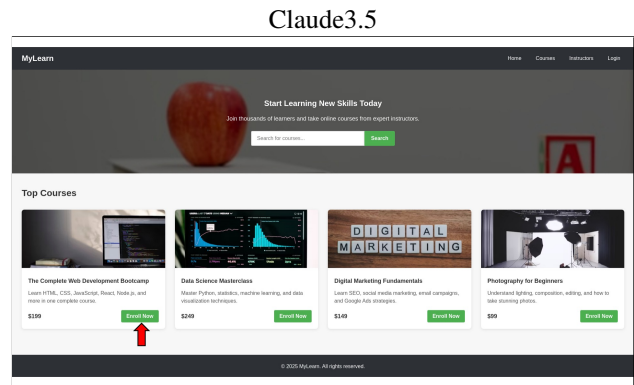 Claude3.5
MyLearn
Home Courses Instructors Login
Start Learning New Skills Today
Join thousands of learners and take online courses from expert instructors.
Search for courses... Search
Top Courses
DIGITAL
MARKETING
The Complete Web Development Bootcamp
Learn HTML, CSS, JavaScript, React, Node.js, and
more in one complete course.
$199 Enroll Now
Data Science Masterclass
Master Python, statistics, machine learning, and data
visualization techniques.
$249 Enroll Now
Digital Marketing Fundamentals
Learn SEO, social media marketing, email campaigns,
and Google Ads strategies.
$149 Enroll Now
Photography for Beginners
Understand lighting, composition, editing, and how to
take stunning photos.
$99 Enroll Now
© 2025 MyLearn. All rights reserved.